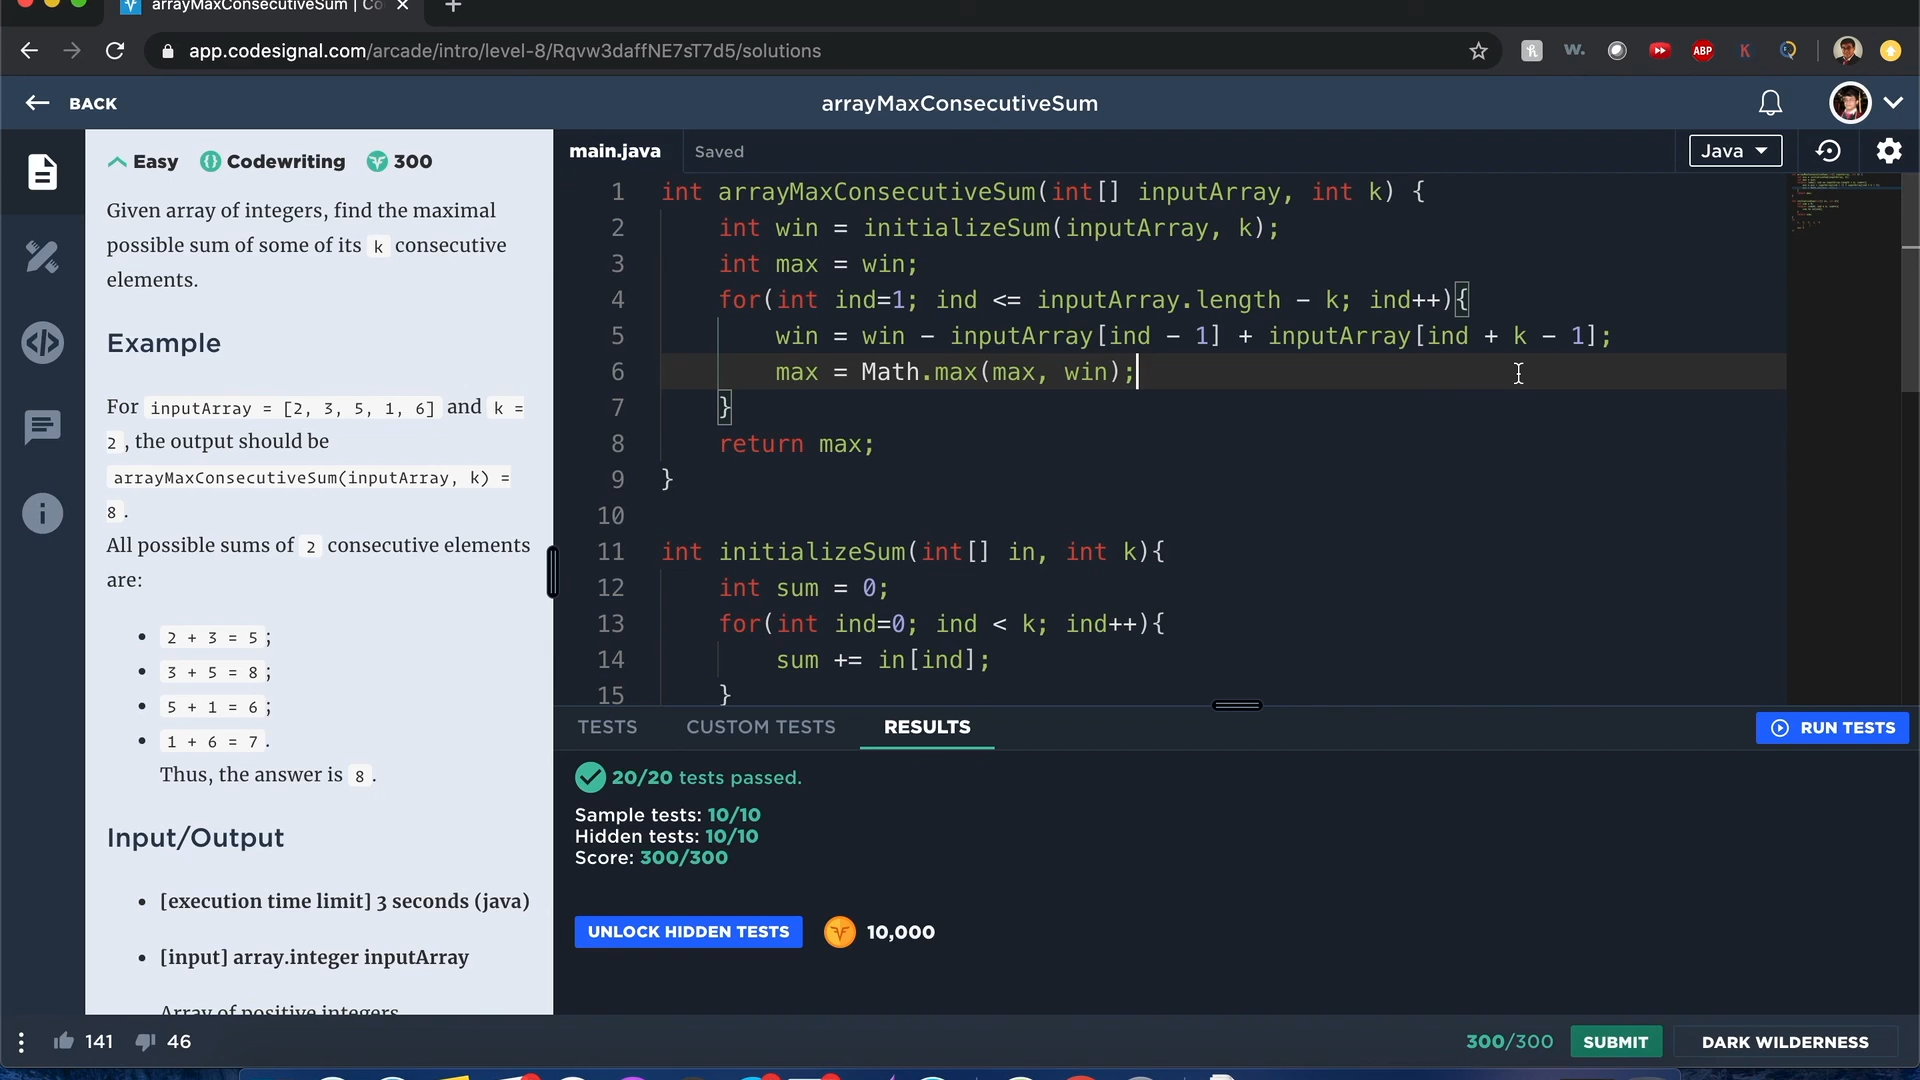 arrayMaxConsecutiveSum | Co
app.codesignal.com/arcade/intro/level-8/Rqvw3daffNE7sT7d5/solutions
w.
ABP
K
BACK
arrayMaxConsecutiveSum
Easy
Codewriting
300
main.java
Saved
Java
Given array of integers, find the maximal
possible sum of some of its k consecutive
elements.
Example
For inputArray = [2, 3, 5, 1, 6] and k =
2, the output should be
arrayMaxConsecutiveSum(inputArray, k) =
8.
All possible sums of 2 consecutive elements
are:
• 2 + 3 = 5;
• 3 + 5 = 8;
• 5 + 1 = 6;
• 1 + 6 = 7.
Thus, the answer is 8.
Input/Output
• [execution time limit] 3 seconds (java)
• [input] array.integer inputArray
Array of positive integers
1 int arrayMaxConsecutiveSum(int[] inputArray, int k) {
2 int win = initializeSum(inputArray, k);
3 int max = win;
4 for(int ind=1; ind <= inputArray.length - k; ind++){
5 win = win - inputArray[ind - 1] + inputArray[ind + k - 1];
6 max = Math.max(max, win);
7 }
8 return max;
9 }
10
11 int initializeSum(int[] in, int k){
12 int sum = 0;
13 for(int ind=0; ind < k; ind++){
14 sum += in[ind];
15 }
TESTS
CUSTOM TESTS
RESULTS
RUN TESTS
20/20 tests passed.
Sample tests: 10/10
Hidden tests: 10/10
Score: 300/300
UNLOCK HIDDEN TESTS
10,000
141
46
300/300
SUBMIT
DARK WILDERNESS